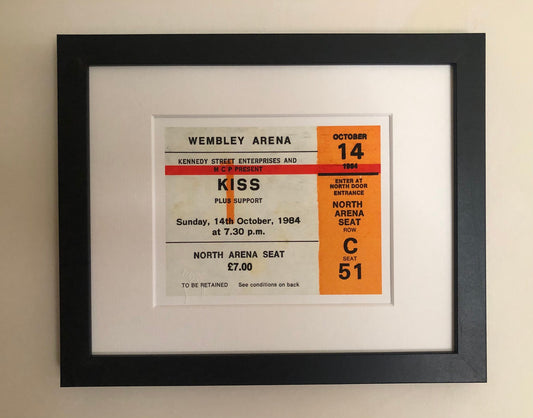 WEMBLEY ARENA
KENNEDY STREET ENTERPRISES AND
M C P PRESENT
KISS
PLUS SUPPORT
Sunday, 14th October, 1984
at 7.30 p.m.
NORTH ARENA SEAT
£7.00
TO BE RETAINED See conditions on back
OCTOBER
14
1984
ENTER AT
NORTH DOOR
ENTRANCE
NORTH
ARENA
SEAT
ROW
C
SEAT
51